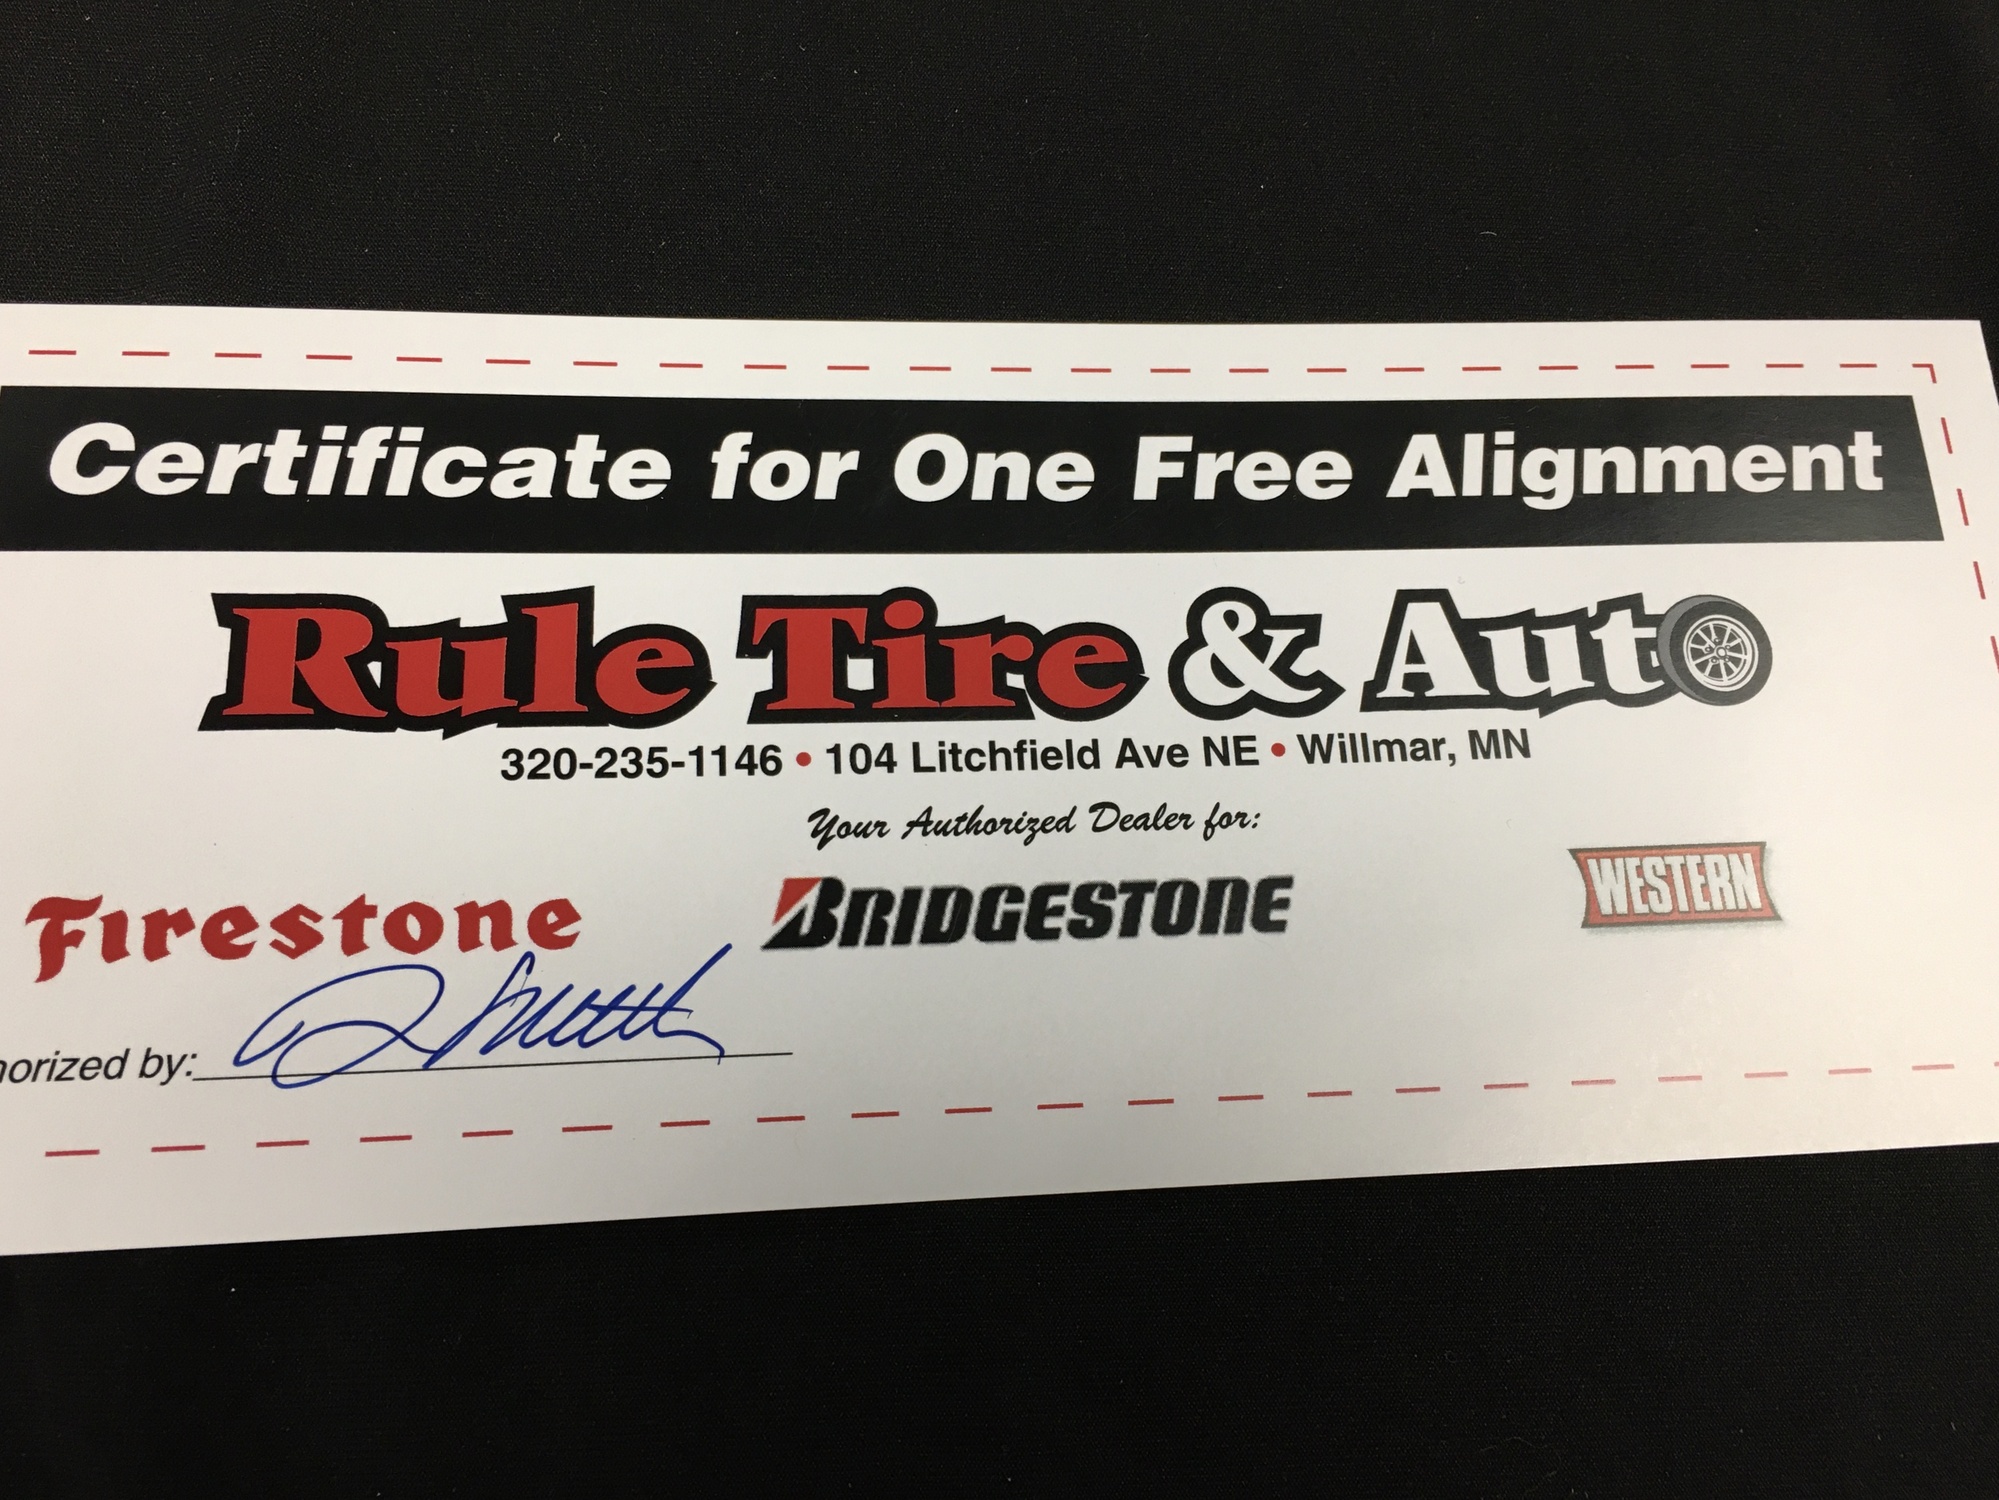 Certificate for One Free Alignment
Rule Tire & Auto
320-235-1146 • 104 Litchfield Ave NE • Willmar, MN
Your Authorized Dealer for:
Firestone BRIDGESTONE WESTERN
horized by: